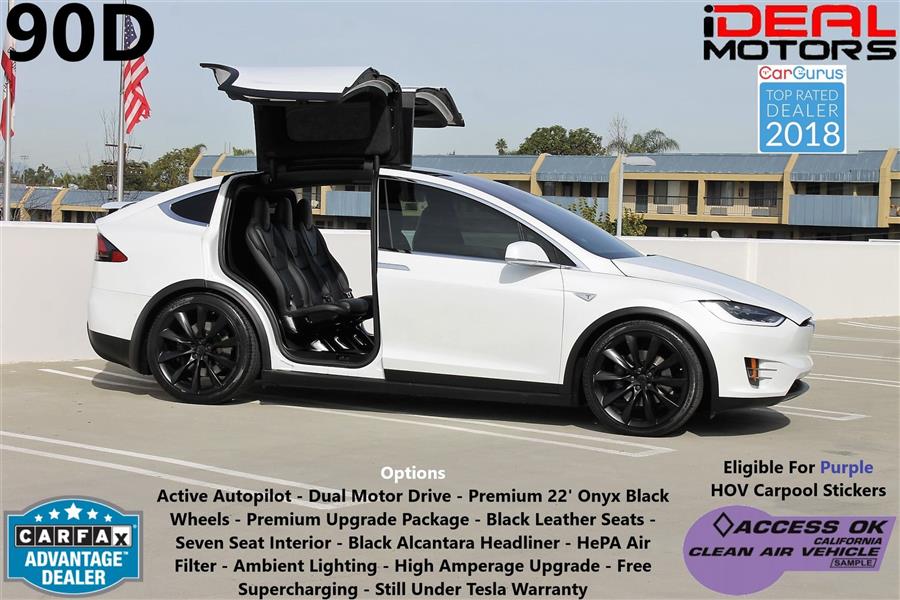 90D
iDEAL
MOTORS
CarGurus
TOP RATED
DEALER
2018
Options
Active Autopilot - Dual Motor Drive - Premium 22' Onyx Black
Wheels - Premium Upgrade Package - Black Leather Seats -
Seven Seat Interior - Black Alcantara Headliner - HePA Air
Filter - Ambient Lighting - High Amperage Upgrade - Free
Supercharging - Still Under Tesla Warranty
Eligible For Purple
HOV Carpool Stickers
CARFAX
ADVANTAGE
DEALER
ACCESS OK
CALIFORNIA
CLEAN AIR VEHICLE
SAMPLE